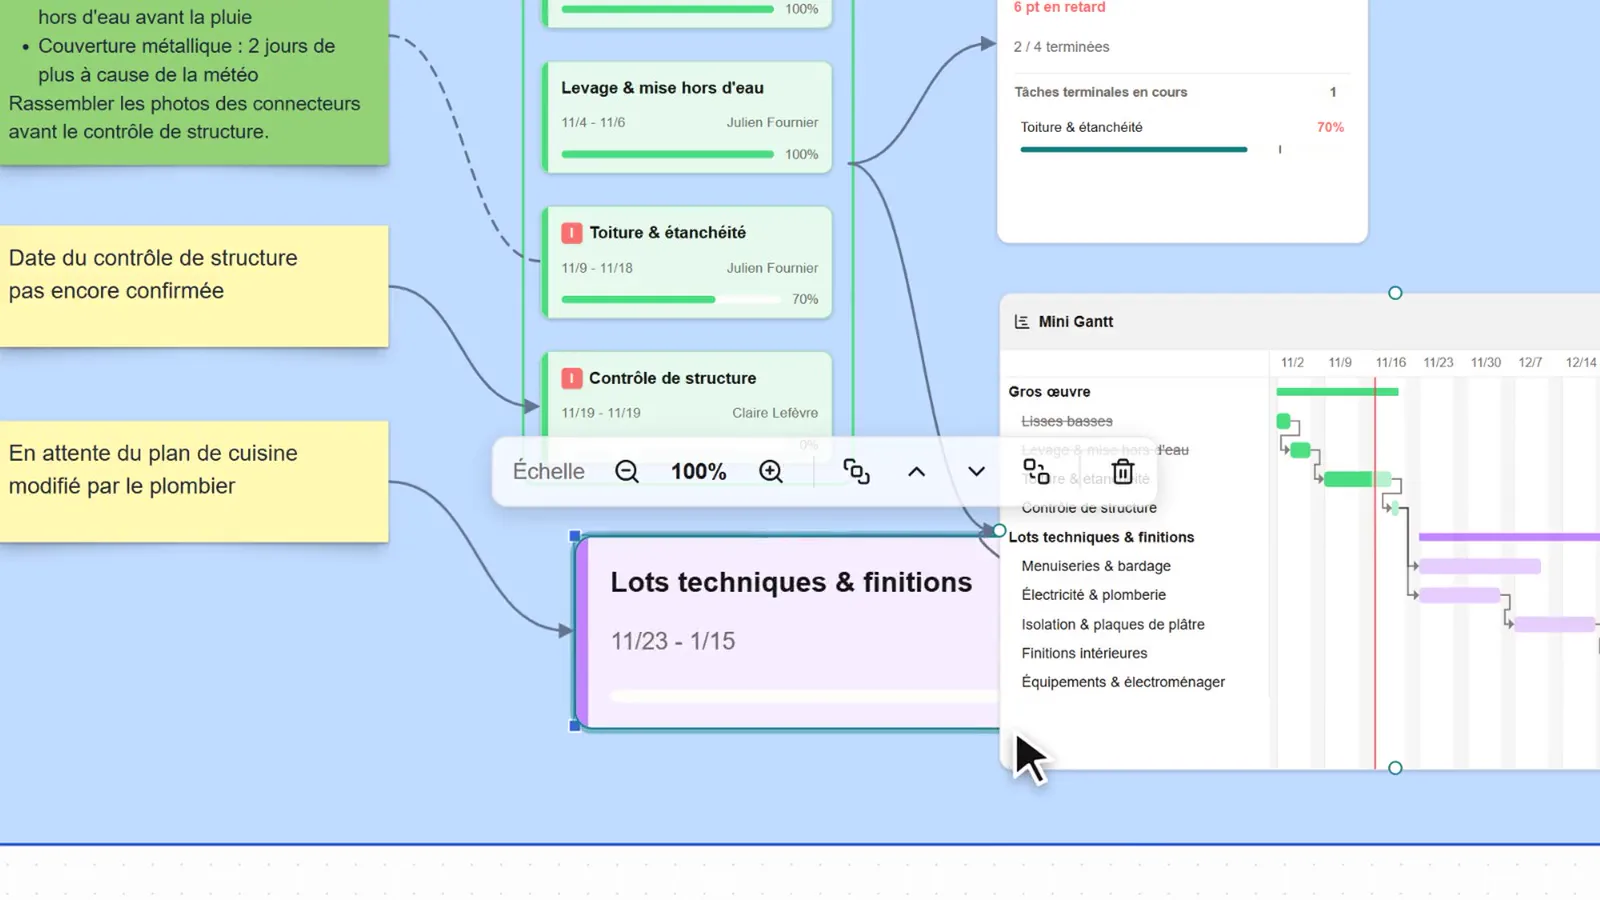 hors d'eau avant la pluie
• Couverture métallique : 2 jours de
plus à cause de la météo
Rassembler les photos des connecteurs
avant le contrôle de structure.
Date du contrôle de structure
pas encore confirmée
En attente du plan de cuisine
modifié par le plombier
100%
Levage & mise hors d'eau
11/4 - 11/6 Julien Fournier
100%
! Toiture & étanchéité
11/9 - 11/18 Julien Fournier
70%
! Contrôle de structure
11/19 - 11/19 Claire Lefèvre
0%
Échelle 100%
Lots techniques & finitions
11/23 - 1/15
6 pt en retard
2 / 4 terminées
Tâches terminales en cours 1
Toiture & étanchéité 70%
Mini Gantt
11/2 11/9 11/16 11/23 11/30 12/7 12/14
Gros œuvre
Lisses basses
Levage & mise hors d'eau
Toiture & étanchéité
Contrôle de structure
Lots techniques & finitions
Menuiseries & bardage
Électricité & plomberie
Isolation & plaques de plâtre
Finitions intérieures
Équipements & électroménager